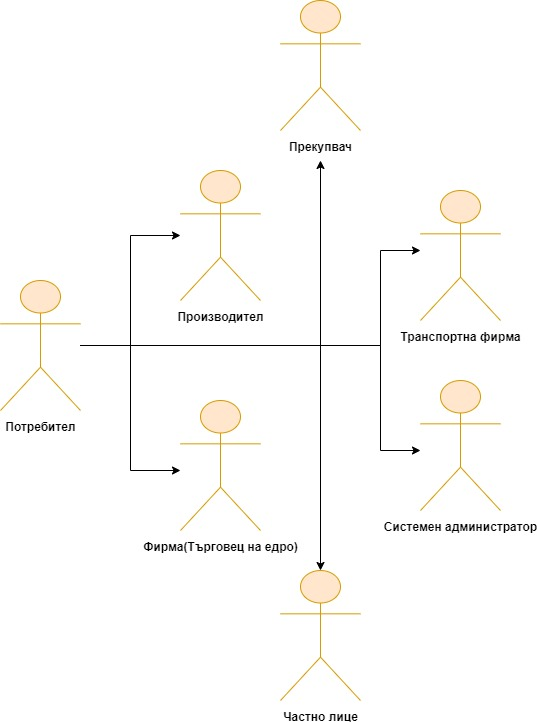 Прекупвач
Производител
Транспортна фирма
Потребител
Системен администратор
Фирма(Търговец на едро)
Частно лице